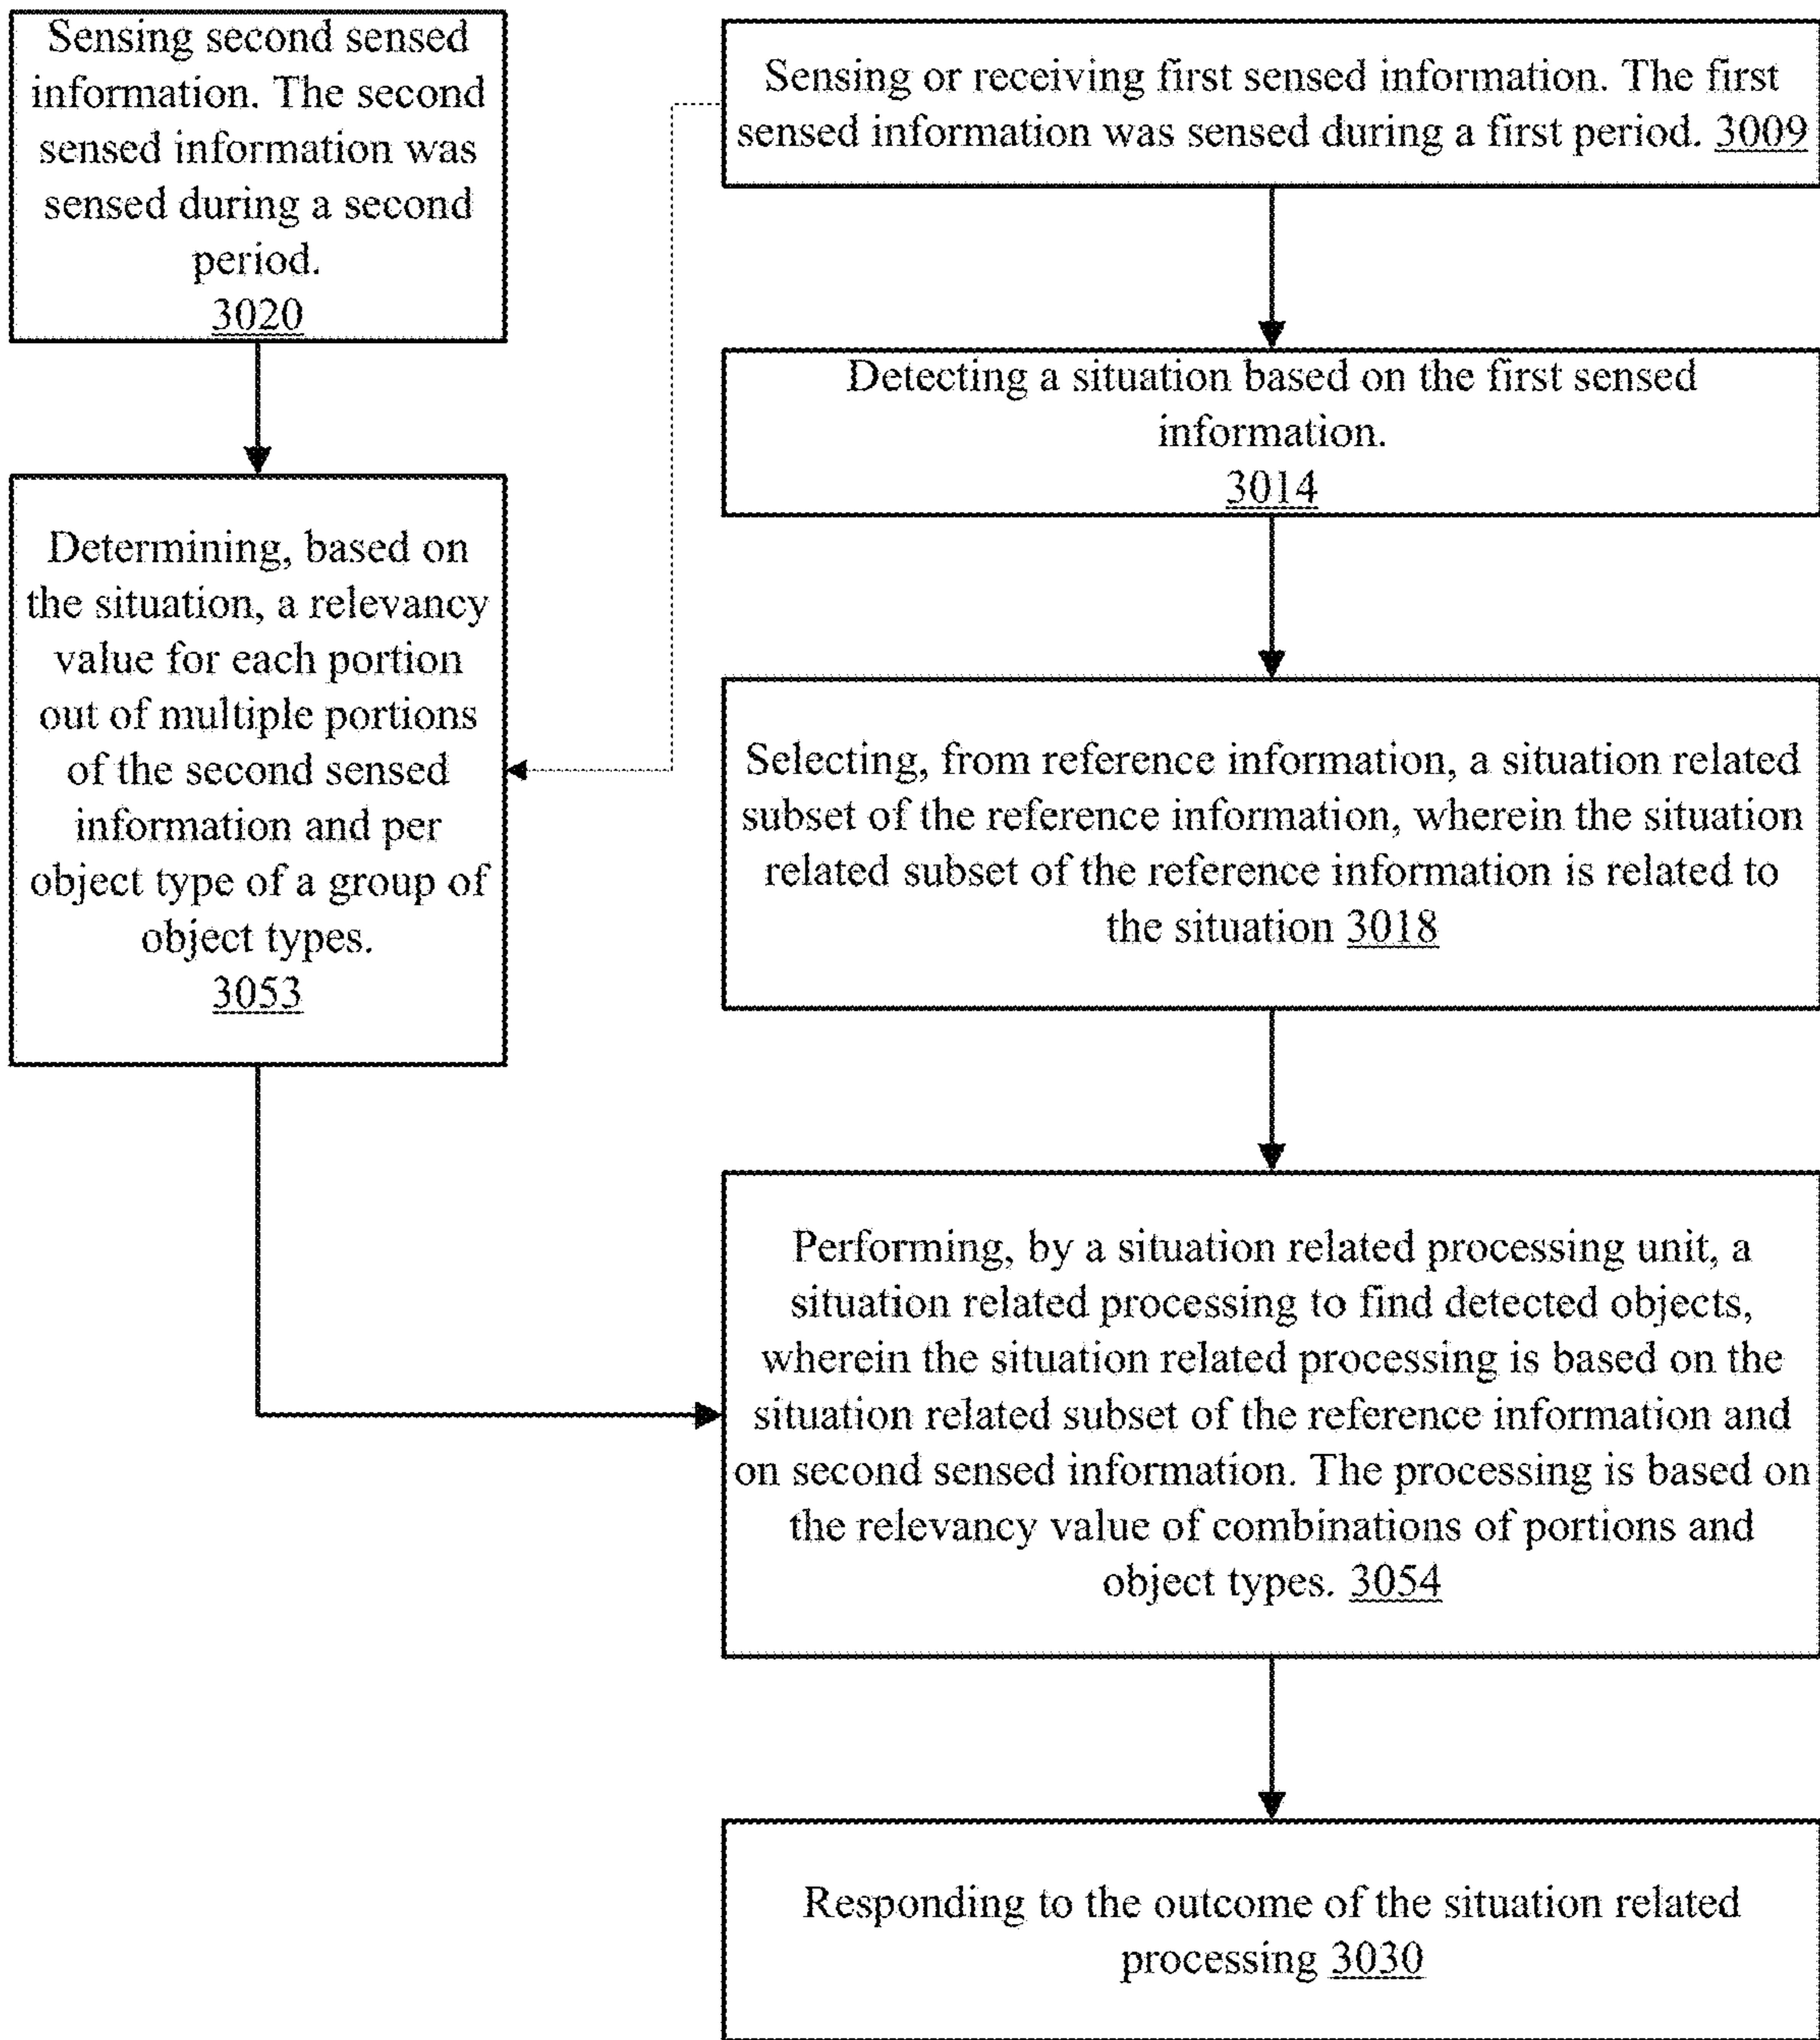 Sensing second sensed
information. The second
sensed information was
sensed during a second
period.
3020
Sensing or receiving first sensed information. The first
sensed information was sensed during a first period. 3009
Detecting a situation based on the first sensed
information.
3014
Determining, based on
the situation, a relevancy
value for each portion
out of multiple portions
of the second sensed
information and per
object type of a group of
object types.
3053
Selecting, from reference information, a situation related
subset of the reference information, wherein the situation
related subset of the reference information is related to
the situation 3018
Performing, by a situation related processing unit, a
situation related processing to find detected objects,
wherein the situation related processing is based on the
situation related subset of the reference information and
on second sensed information. The processing is based on
the relevancy value of combinations of portions and
object types. 3054
Responding to the outcome of the situation related
processing 3030